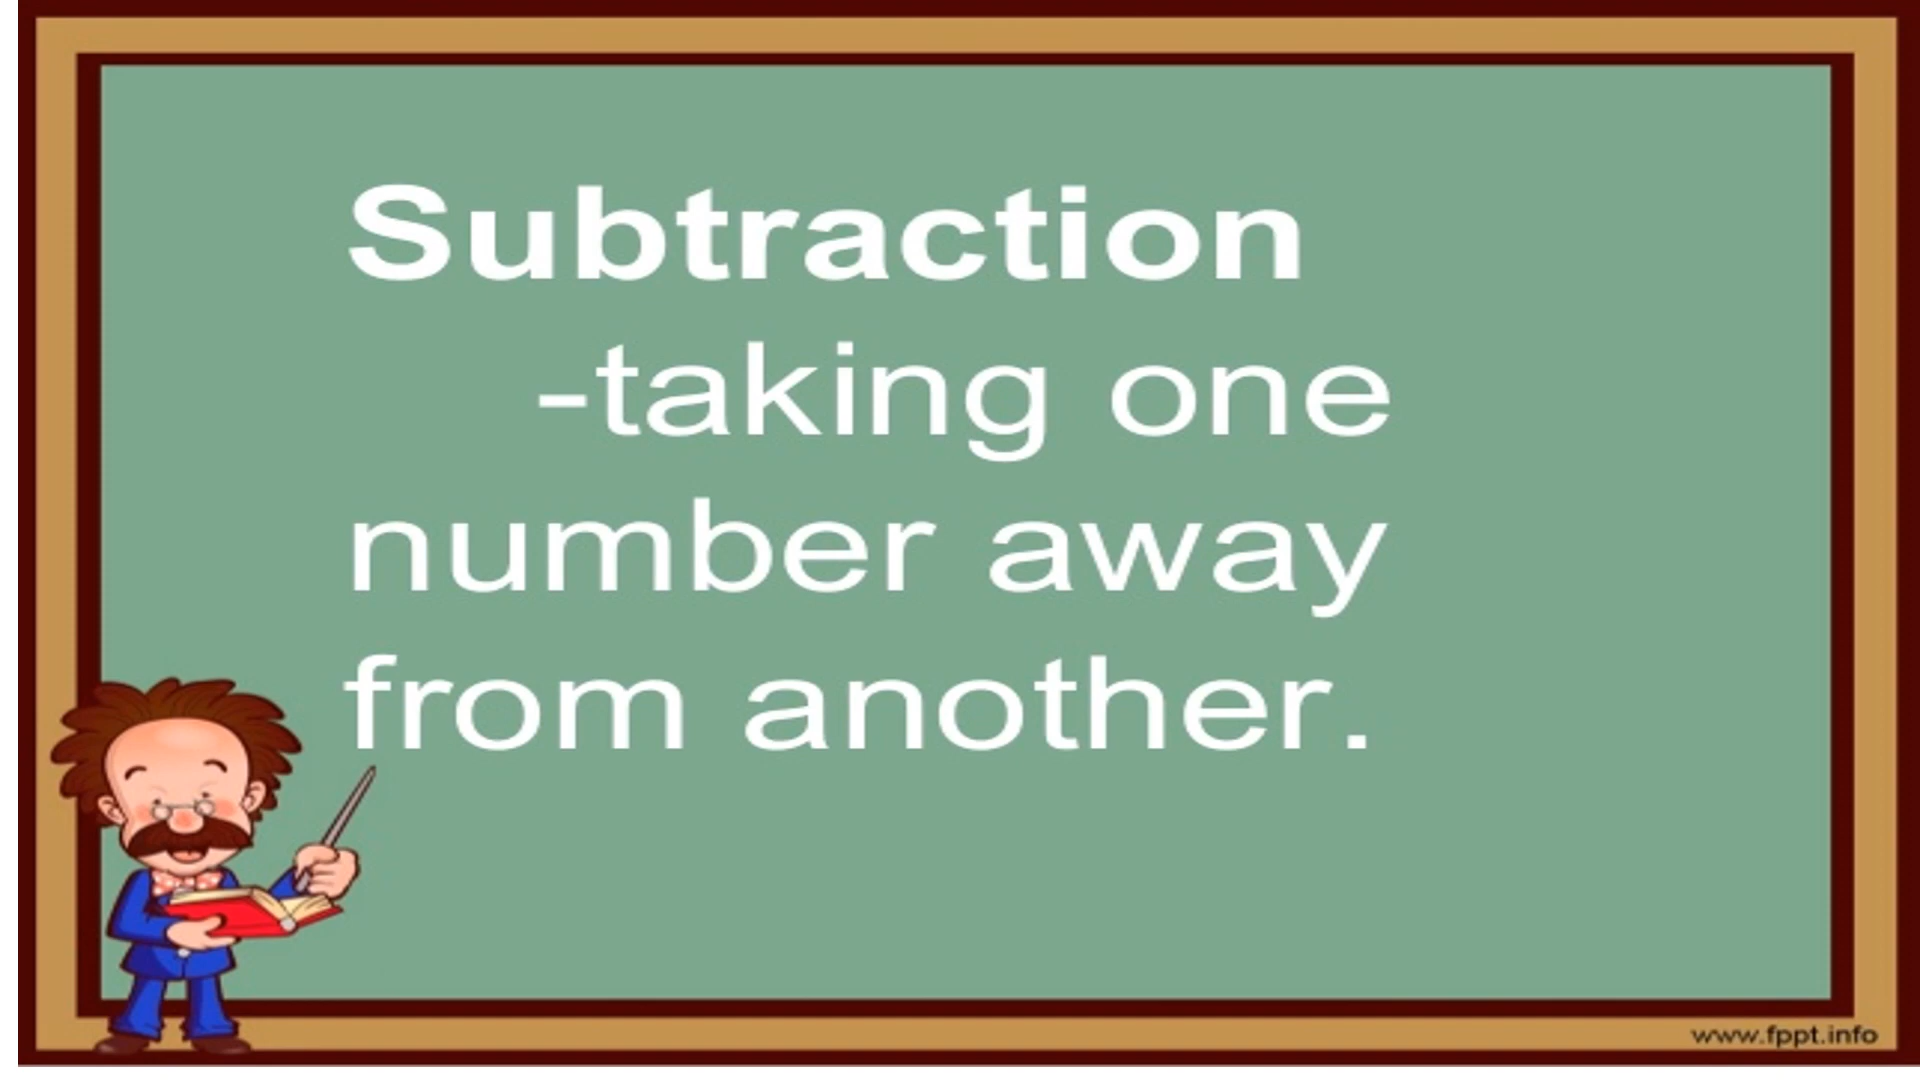 Subtraction
-taking one
number away
from another.
www.fppt.info